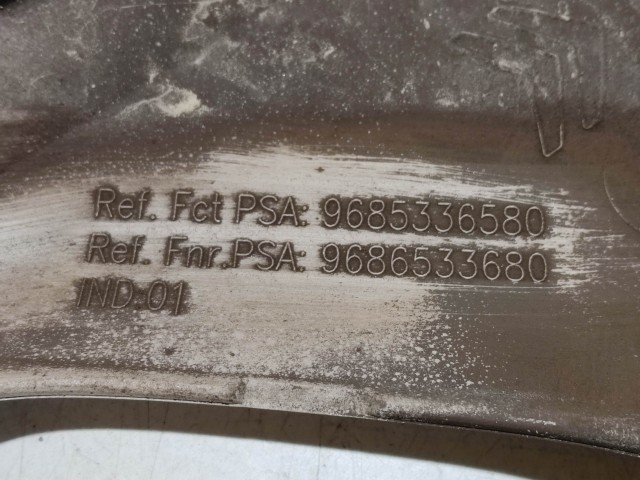 Ref. Fct PSA: 9685336580
Ref. Fnr.PSA: 9686533680
IND:01